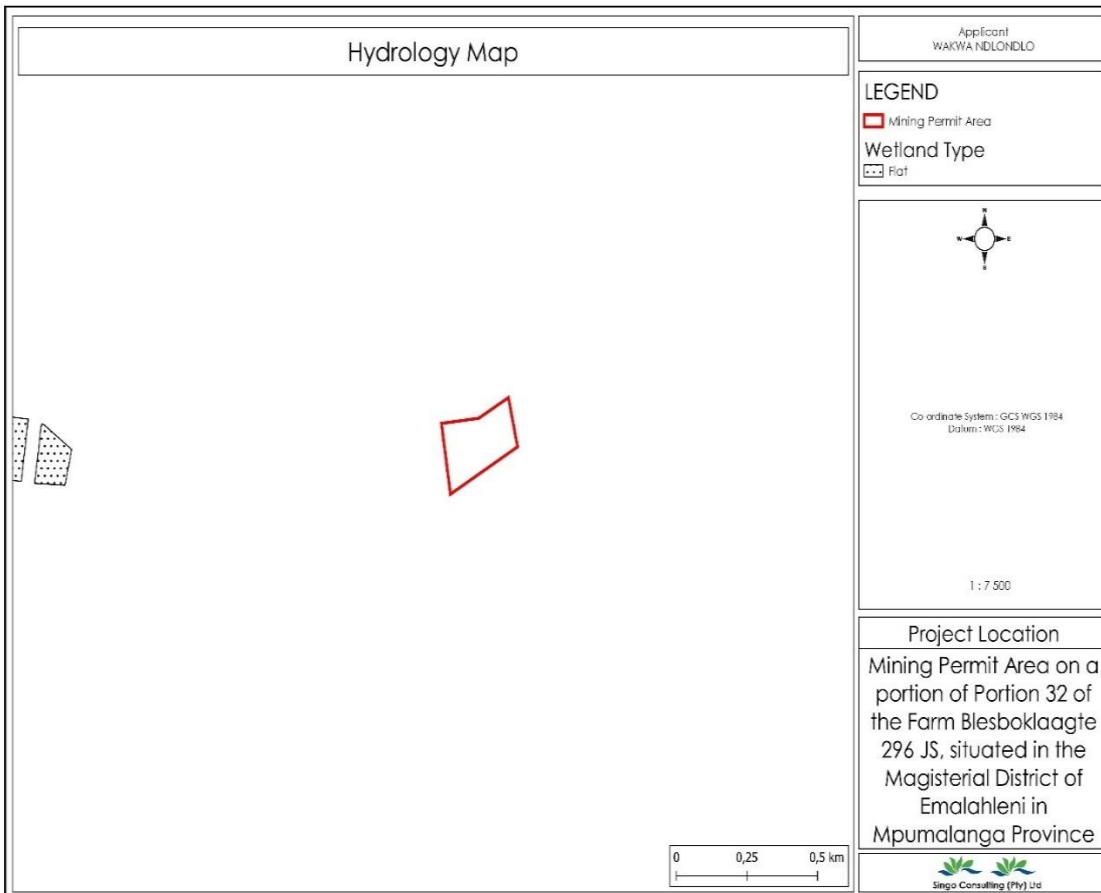 Hydrology Map
Applicant
WAKWA NDLONDLO
LEGEND
Mining Permit Area
Wetland Type
Flat
N
W E
S
Co ordinate System : GCS WGS 1984
Datum : WGS 1984
1 : 7 500
Project Location
Mining Permit Area on a
portion of Portion 32 of
the Farm Blesboklaagte
296 JS, situated in the
Magisterial District of
Emalahleni in
Mpumalanga Province
0 0,25 0,5 km
Singo Consulting (Pty) Ltd